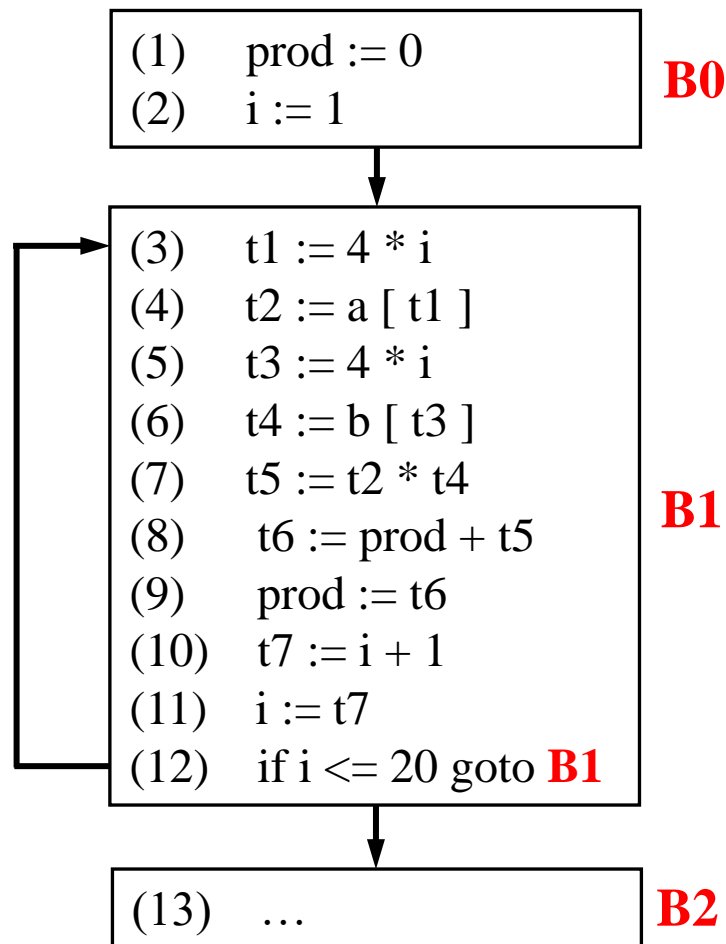 (1) prod := 0
(2) i := 1
B0
(3) t1 := 4 * i
(4) t2 := a [ t1 ]
(5) t3 := 4 * i
(6) t4 := b [ t3 ]
(7) t5 := t2 * t4
(8) t6 := prod + t5
(9) prod := t6
(10) t7 := i + 1
(11) i := t7
(12) if i <= 20 goto B1
B1
(13) …
B2